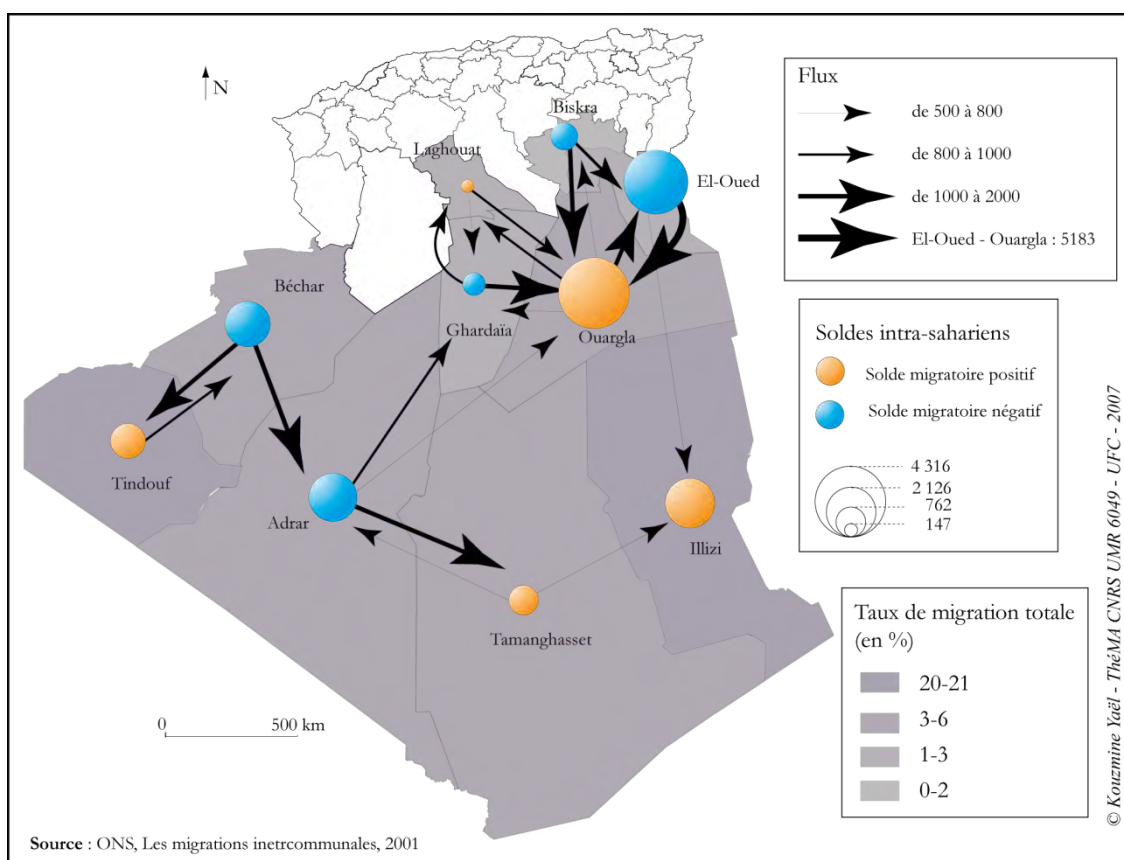 N
Biskra
Laghouat
El-Oued
Béchar
Ghardaïa
Ouargla
Tindouf
Adrar
Illizi
Tamanghasset
0 500 km
Source : ONS, Les migrations inetrcommunales, 2001
Flux
de 500 à 800
de 800 à 1000
de 1000 à 2000
El-Oued - Ouargla : 5183
Soldes intra-sahariens
Solde migratoire positif
Solde migratoire négatif
4 316
2 126
762
147
Taux de migration totale
(en %)
20-21
3-6
1-3
0-2
© Kouzmine Yaël - ThéMA CNRS UMR 6049 - UFC - 2007